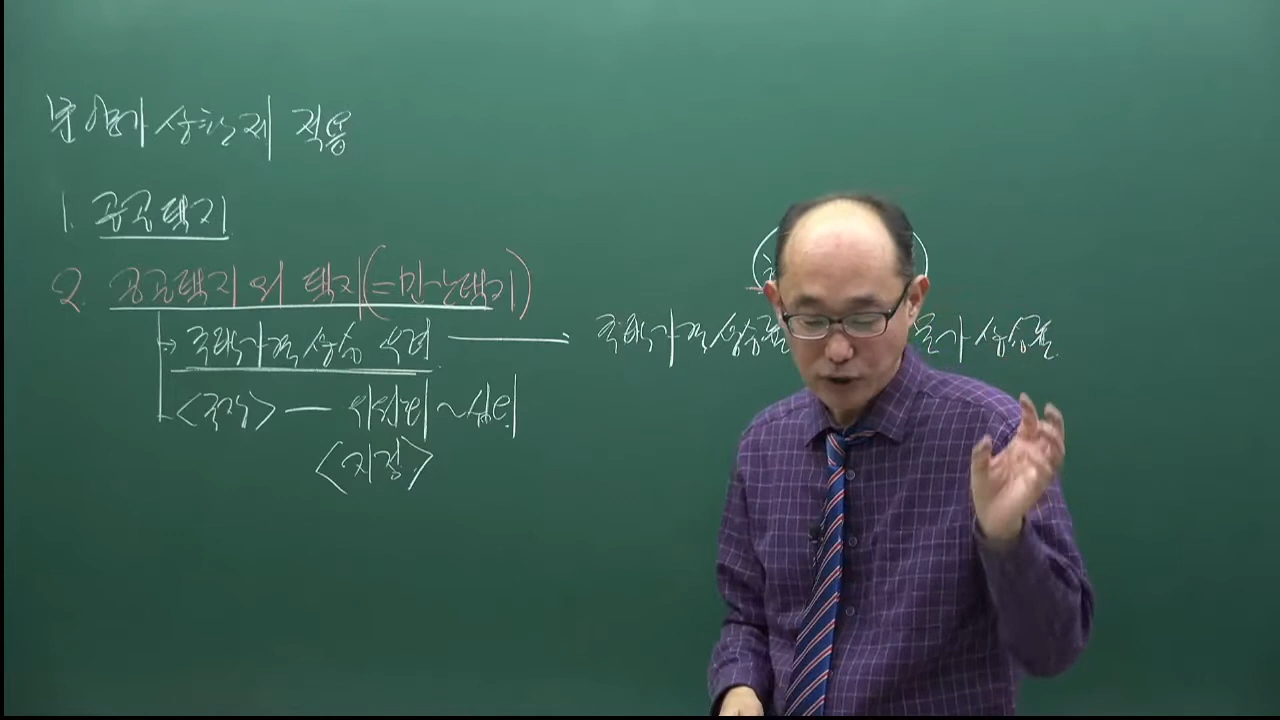 분양가 상한제 적용
1. 공공택지
2. 공공택지 외 택지(=민간택지)
→ 주택가격상승 우려 → 주택가격상승률 물가상승률
<주장> 위원회 ~심의
<지정>